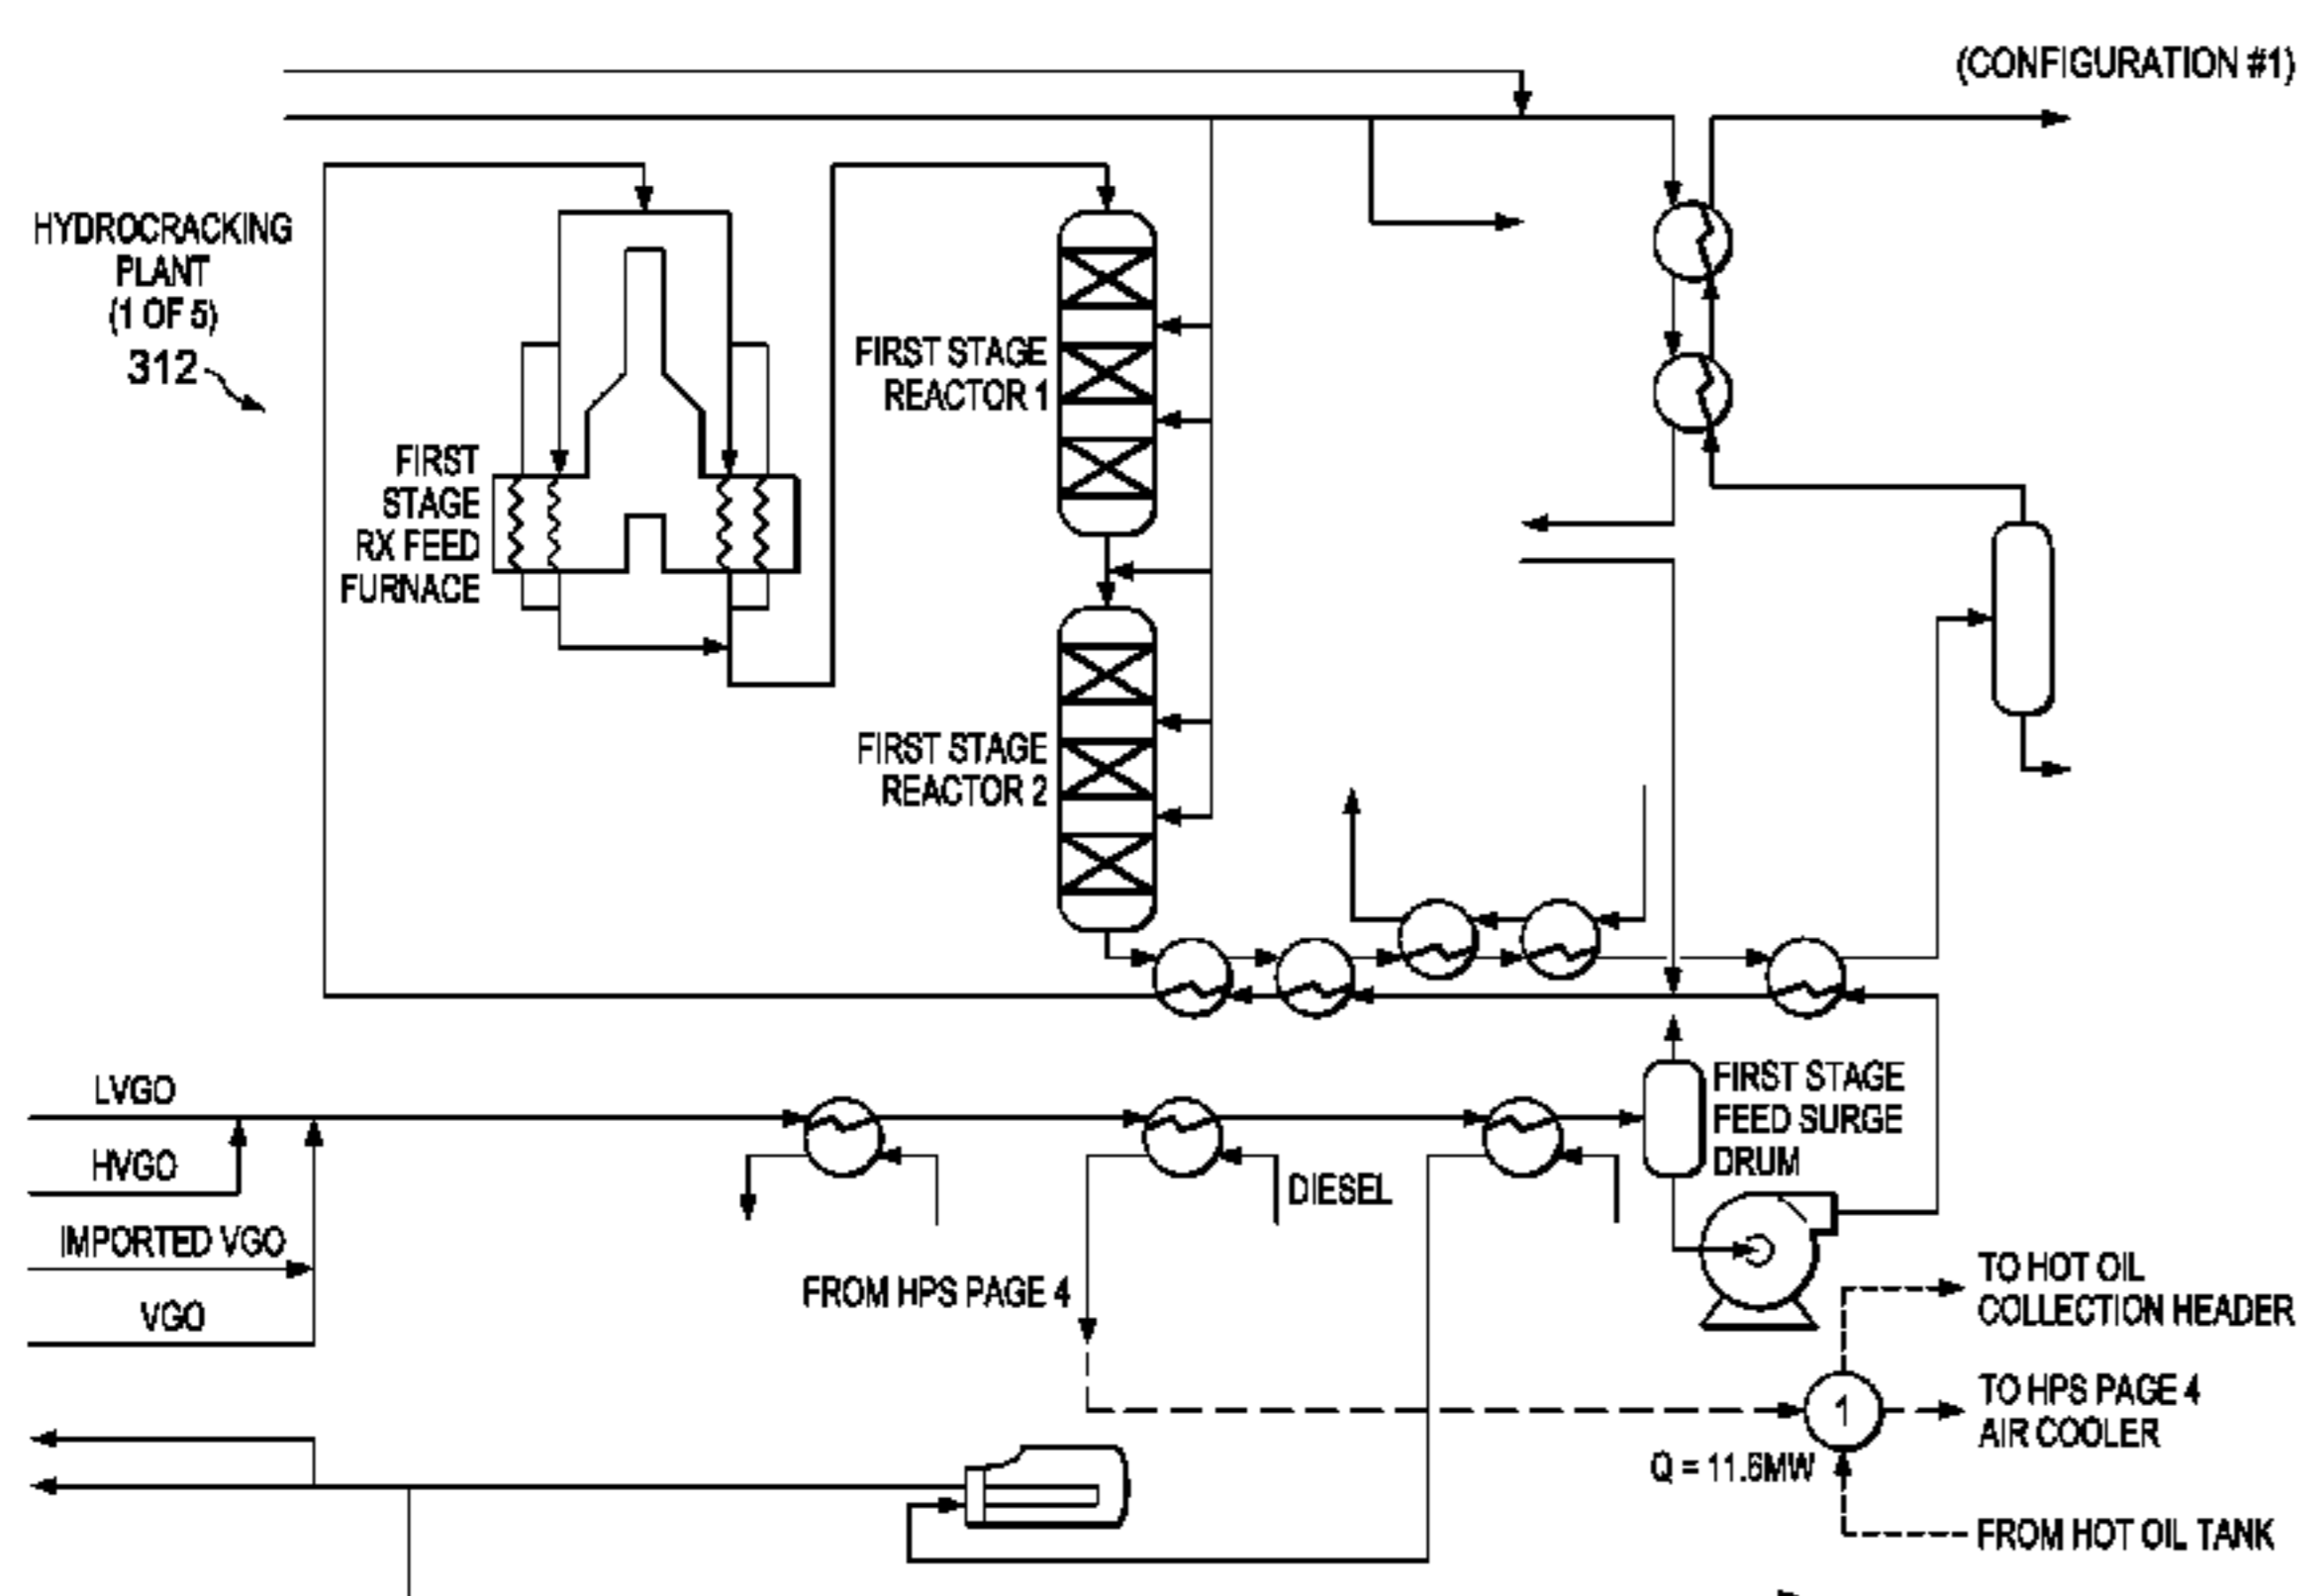 (CONFIGURATION #1)
HYDROCRACKING
PLANT
(1 OF 5)
312
FIRST STAGE
REACTOR 1
FIRST
STAGE
RX FEED
FURNACE
FIRST STAGE
REACTOR 2
LVGO
HVGO
IMPORTED VGO
VGO
DIESEL
FIRST STAGE
FEED SURGE
DRUM
FROM HPS PAGE 4
TO HOT OIL
COLLECTION HEADER
1
TO HPS PAGE 4
AIR COOLER
Q = 11.6MW
FROM HOT OIL TANK